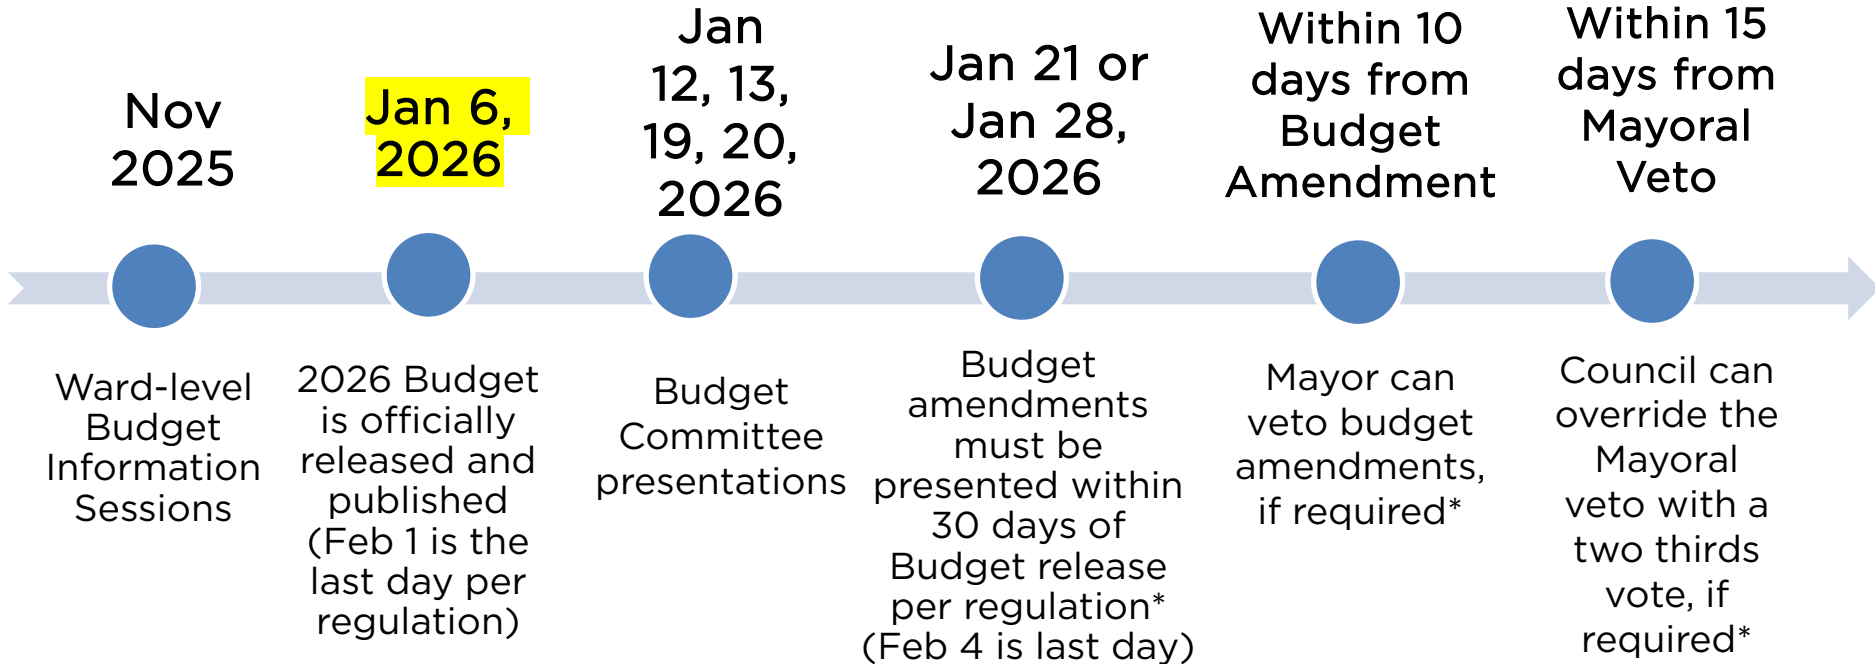 Nov
2025
Jan 6,
2026
Jan
12, 13,
19, 20,
2026
Jan 21 or
Jan 28,
2026
Within 10
days from
Budget
Amendment
Within 15
days from
Mayoral
Veto
Ward-level
Budget
Information
Sessions
2026 Budget
is officially
released and
published
(Feb 1 is the
last day per
regulation)
Budget
Committee
presentations
Budget
amendments
must be
presented within
30 days of
Budget release
per regulation*
(Feb 4 is last day)
Mayor can
veto budget
amendments,
if required*
Council can
override the
Mayoral
veto with a
two thirds
vote, if
required*